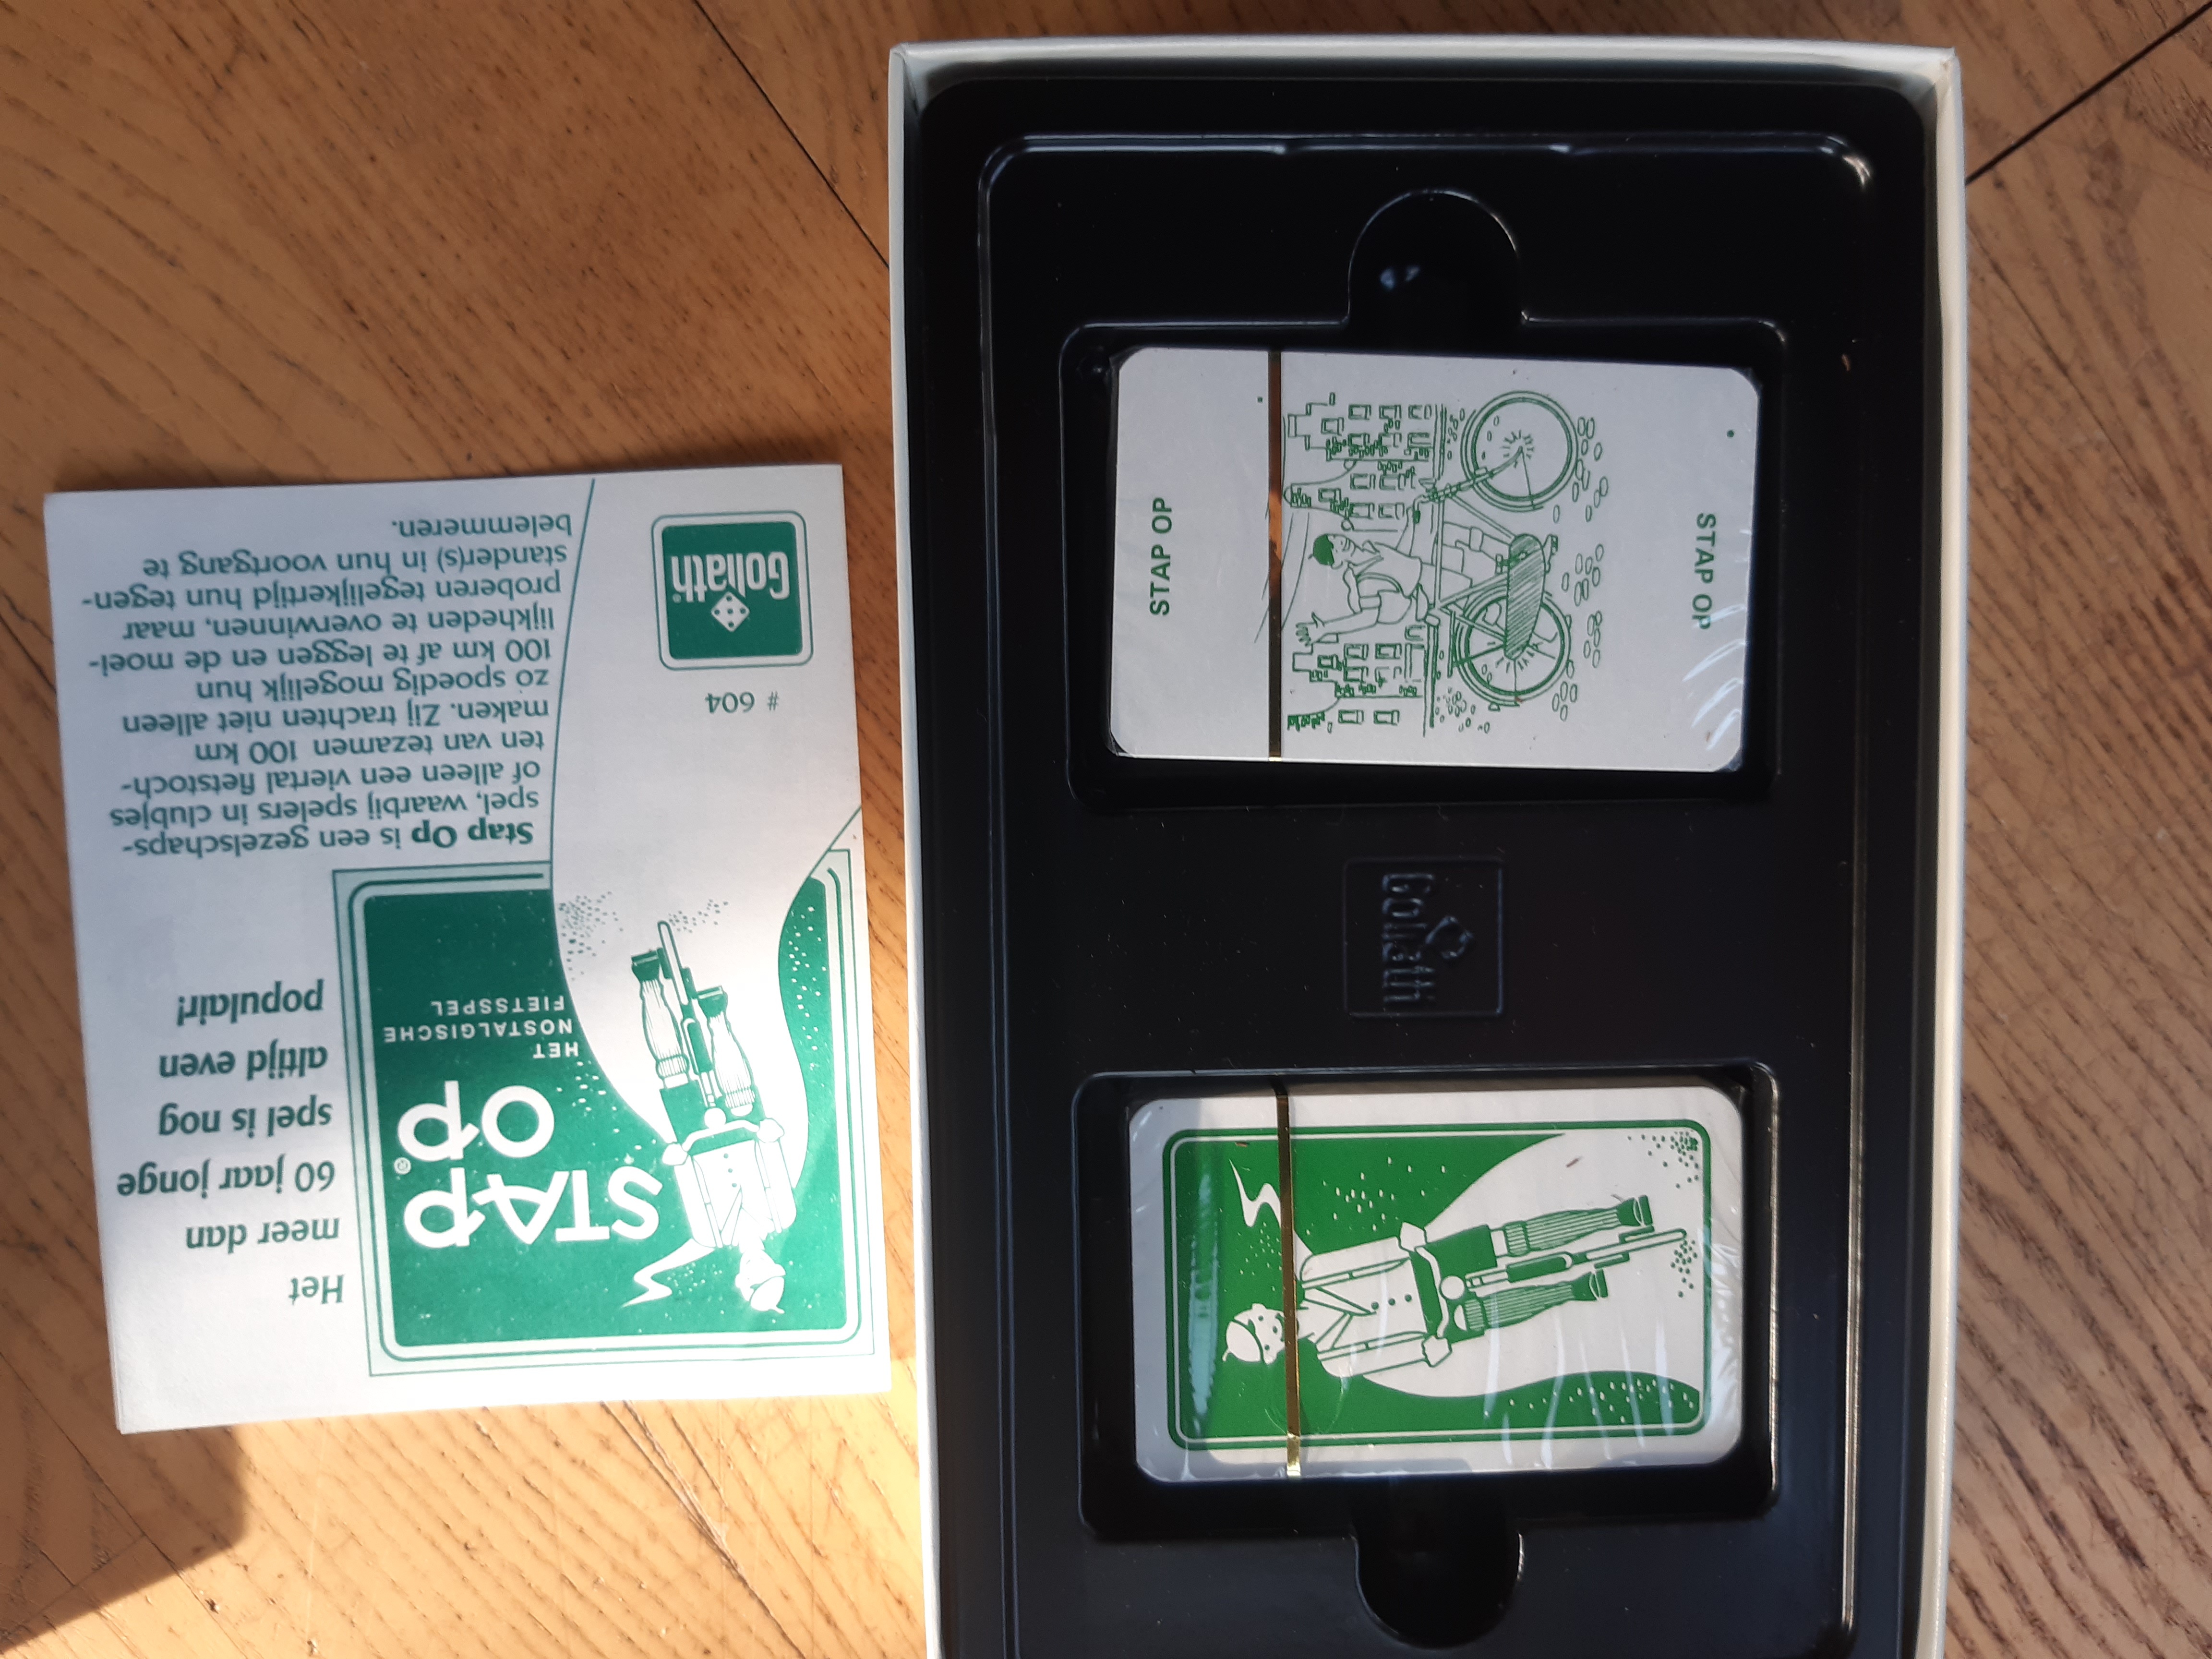 Het
meer dan
60 jaar jonge
spel is nog
altijd even
populair!
STAP
OP®
HET
NOSTALGISCHE
FIETSSPEL
Stap Op is een gezelschaps-
spel, waarbij spelers in clubjes
of alleen een viertal fietstoch-
ten van tezamen 100 km
maken. Zij trachten niet alleen
zo spoedig mogelijk hun
100 km af te leggen en de moei-
lijkheden te overwinnen, maar
proberen tegelijkertijd hun tegen-
stander(s) in hun voortgang te
belemmeren.
# 604
Goliath®
STAP OP
STAP OP
Goliath